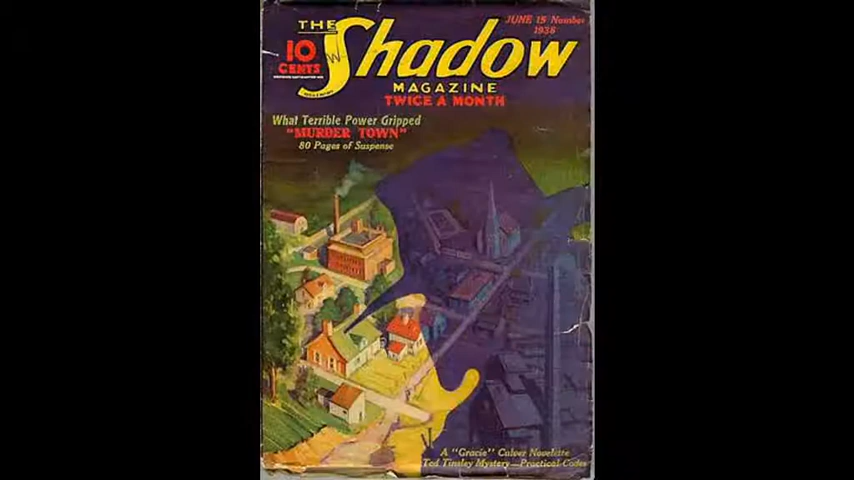 THE
Shadow
JUNE 15 Number
1938
10
CENTS
MAGAZINE
TWICE A MONTH
What Terrible Power Gripped
"MURDER TOWN"
80 Pages of Suspense
A "Gracie" Culver Novelette
Ted Tinsley Mystery—Practical Codes